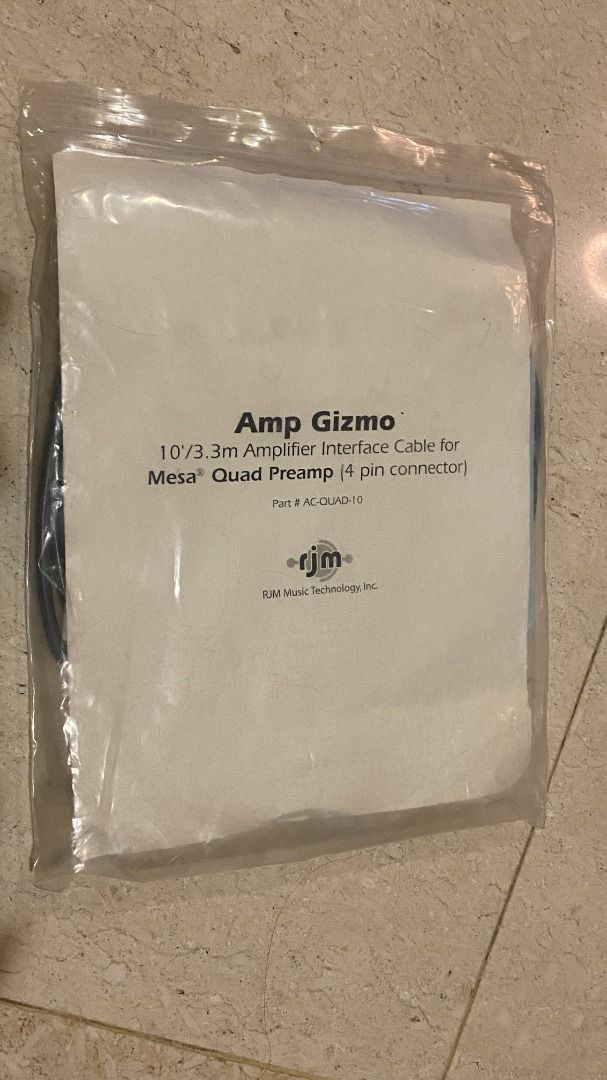 Amp Gizmo
10'/3.3m Amplifier Interface Cable for
Mesa® Quad Preamp (4 pin connector)
Part # AC-QUAD-10
rjm
RJM Music Technology, Inc.